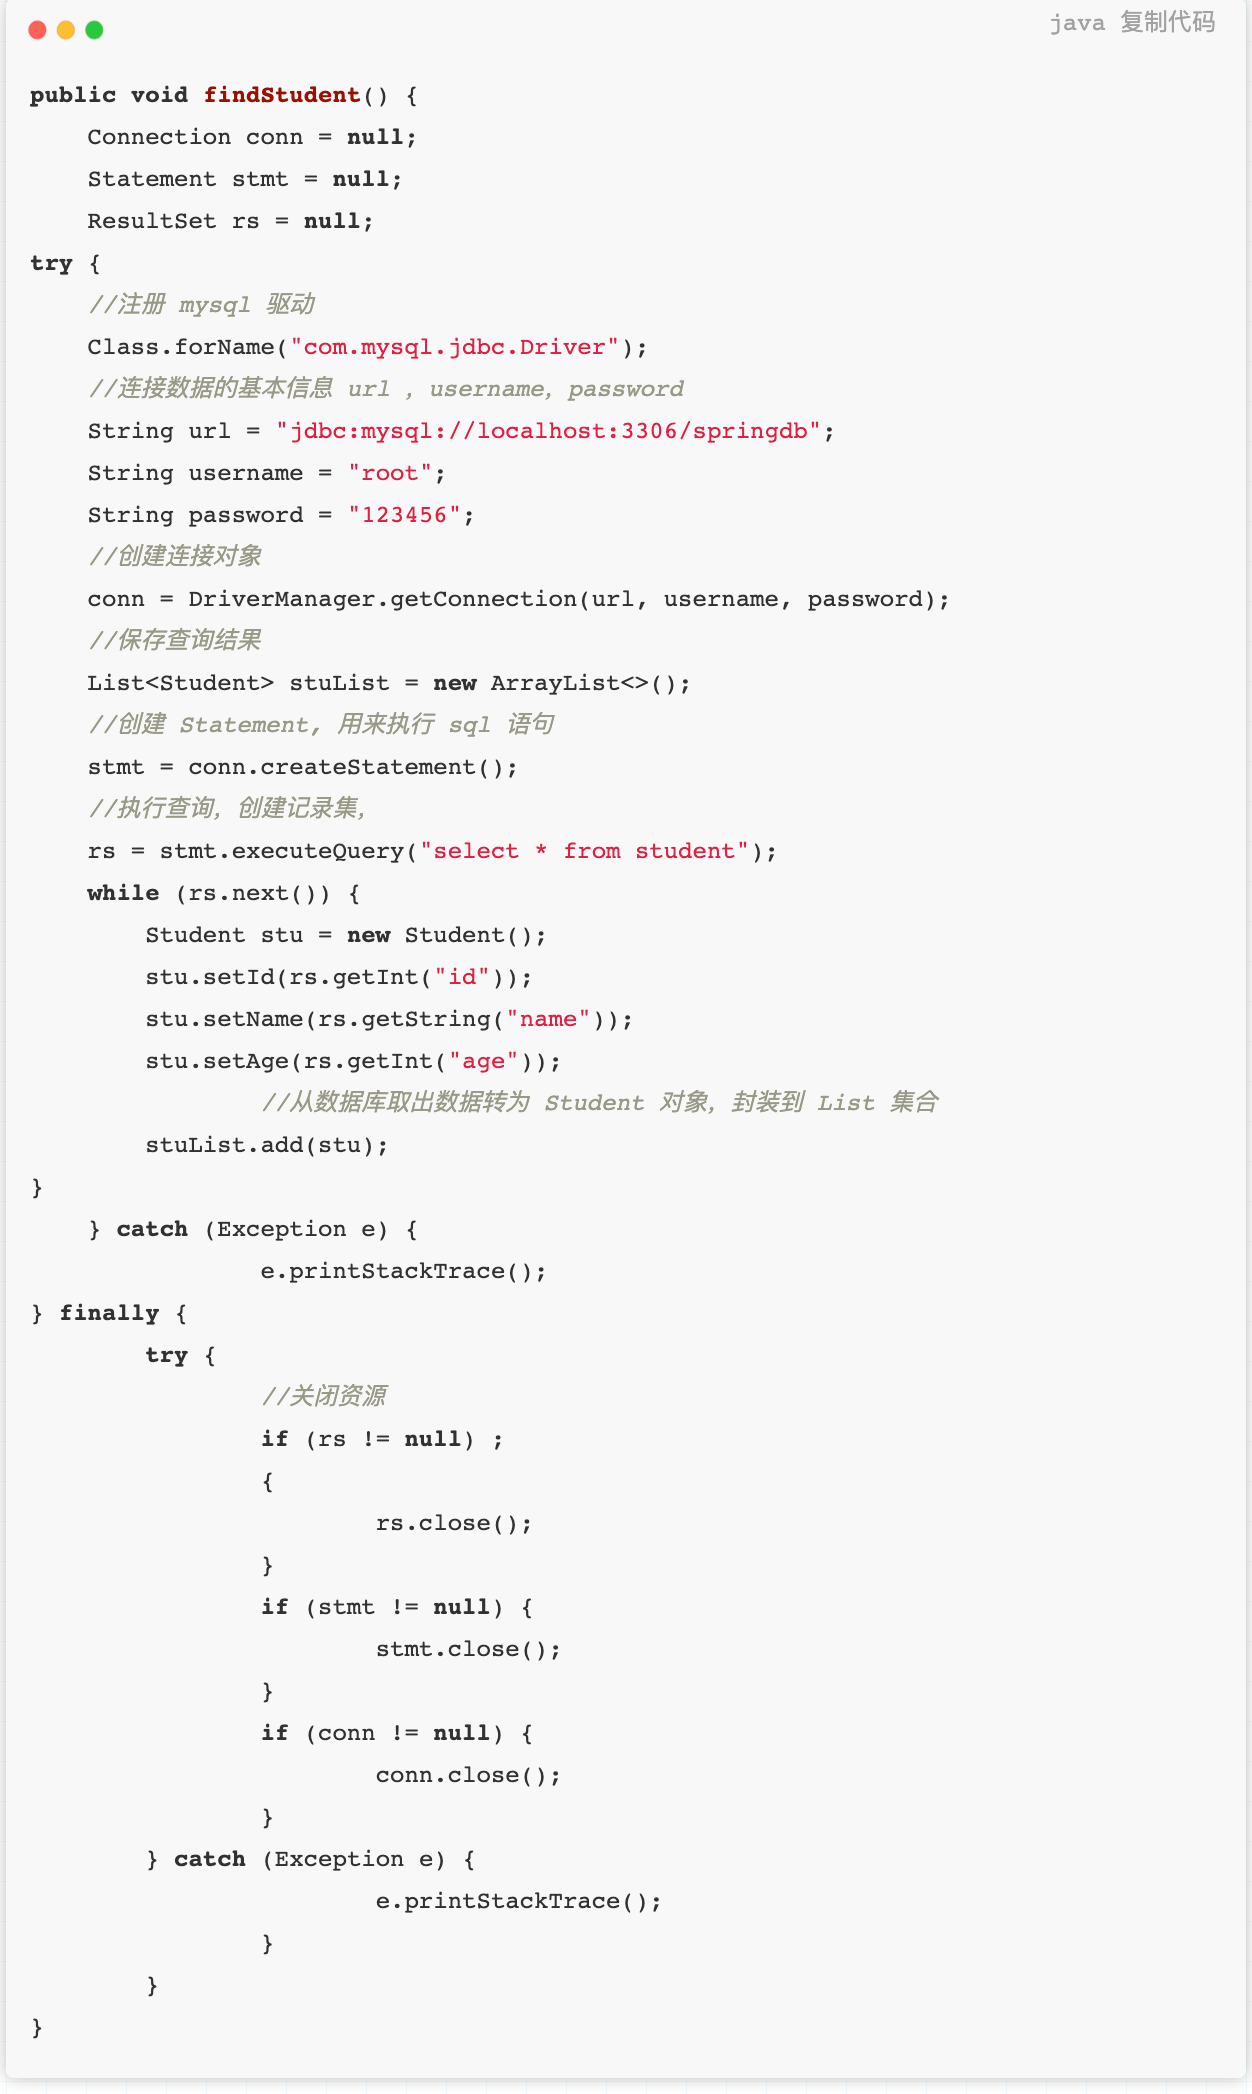 java 复制代码
public void findStudent() {
    Connection conn = null;
    Statement stmt = null;
    ResultSet rs = null;
try {
    //注册 mysql 驱动
    Class.forName("com.mysql.jdbc.Driver");
    //连接数据的基本信息 url ，username，password
    String url = "jdbc:mysql://localhost:3306/springdb";
    String username = "root";
    String password = "123456";
    //创建连接对象
    conn = DriverManager.getConnection(url, username, password);
    //保存查询结果
    List<Student> stuList = new ArrayList<>();
    //创建 Statement, 用来执行 sql 语句
    stmt = conn.createStatement();
    //执行查询，创建记录集，
    rs = stmt.executeQuery("select * from student");
    while (rs.next()) {
        Student stu = new Student();
        stu.setId(rs.getInt("id"));
        stu.setName(rs.getString("name"));
        stu.setAge(rs.getInt("age"));
                //从数据库取出数据转为 Student 对象，封装到 List 集合
        stuList.add(stu);
}
    } catch (Exception e) {
                e.printStackTrace();
} finally {
        try {
                //关闭资源
                if (rs != null) ;
                {
                        rs.close();
                }
                if (stmt != null) {
                        stmt.close();
                }
                if (conn != null) {
                        conn.close();
                }
        } catch (Exception e) {
                        e.printStackTrace();
                }
        }
}